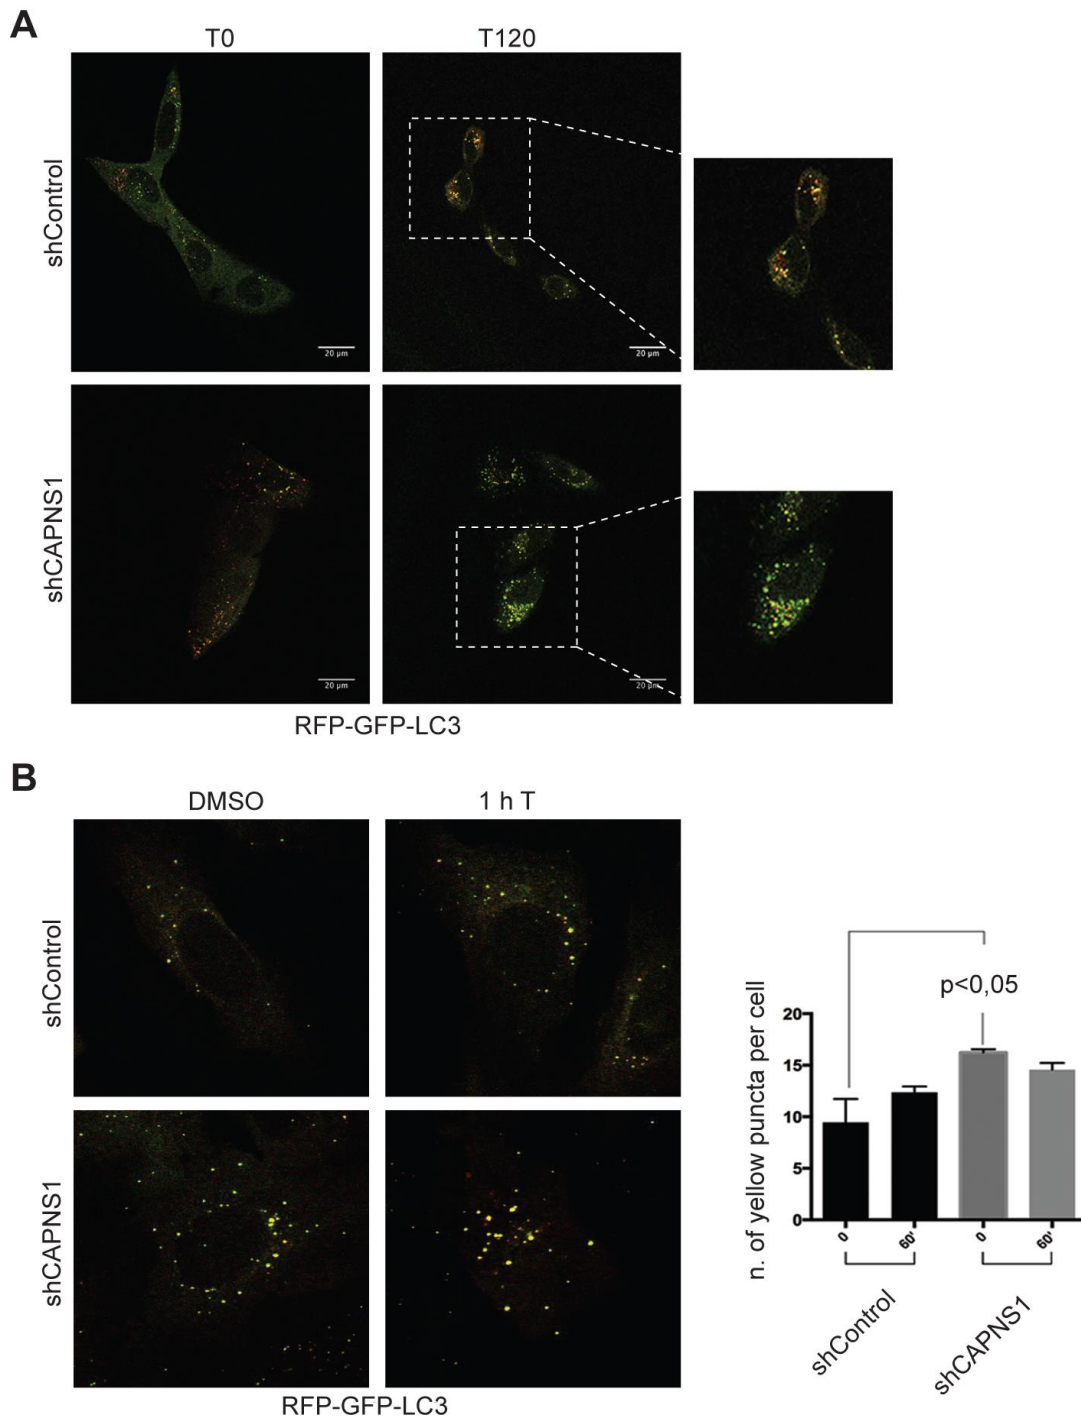 A
T0
T120
shControl
20 µm
20 µm
shCAPNS1
20 µm
20 µm
RFP-GFP-LC3
B
DMSO
1 h T
shControl
shCAPNS1
RFP-GFP-LC3
p<0,05
n. of yellow puncta per cell
20
15
10
5
0
0
60'
0
60'
shControl
shCAPNS1